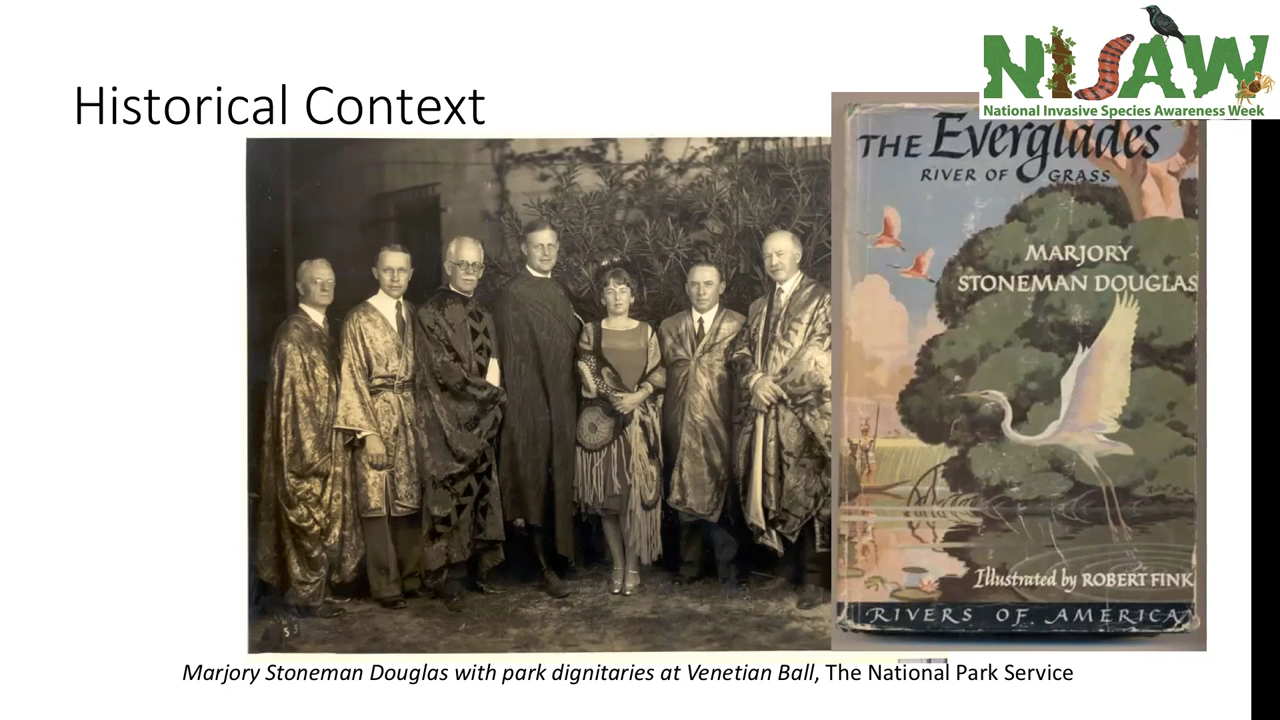 NISAW
National Invasive Species Awareness Week
Historical Context
THE Everglades
RIVER OF GRASS
MARJORY
STONEMAN DOUGLAS
Illustrated by ROBERT FINK
RIVERS OF AMERICA
53
Marjory Stoneman Douglas with park dignitaries at Venetian Ball, The National Park Service